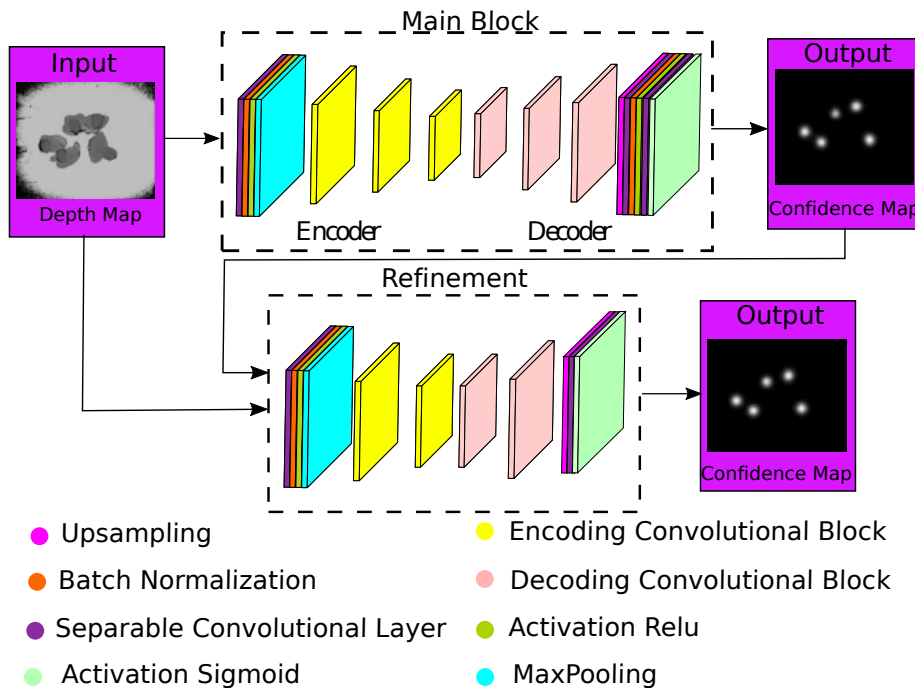 Main Block
Input
Output
Depth Map
Encoder
Decoder
Confidence Map
Refinement
Output
Confidence Map
Upsampling
Encoding Convolutional Block
Batch Normalization
Decoding Convolutional Block
Separable Convolutional Layer
Activation Relu
Activation Sigmoid
MaxPooling